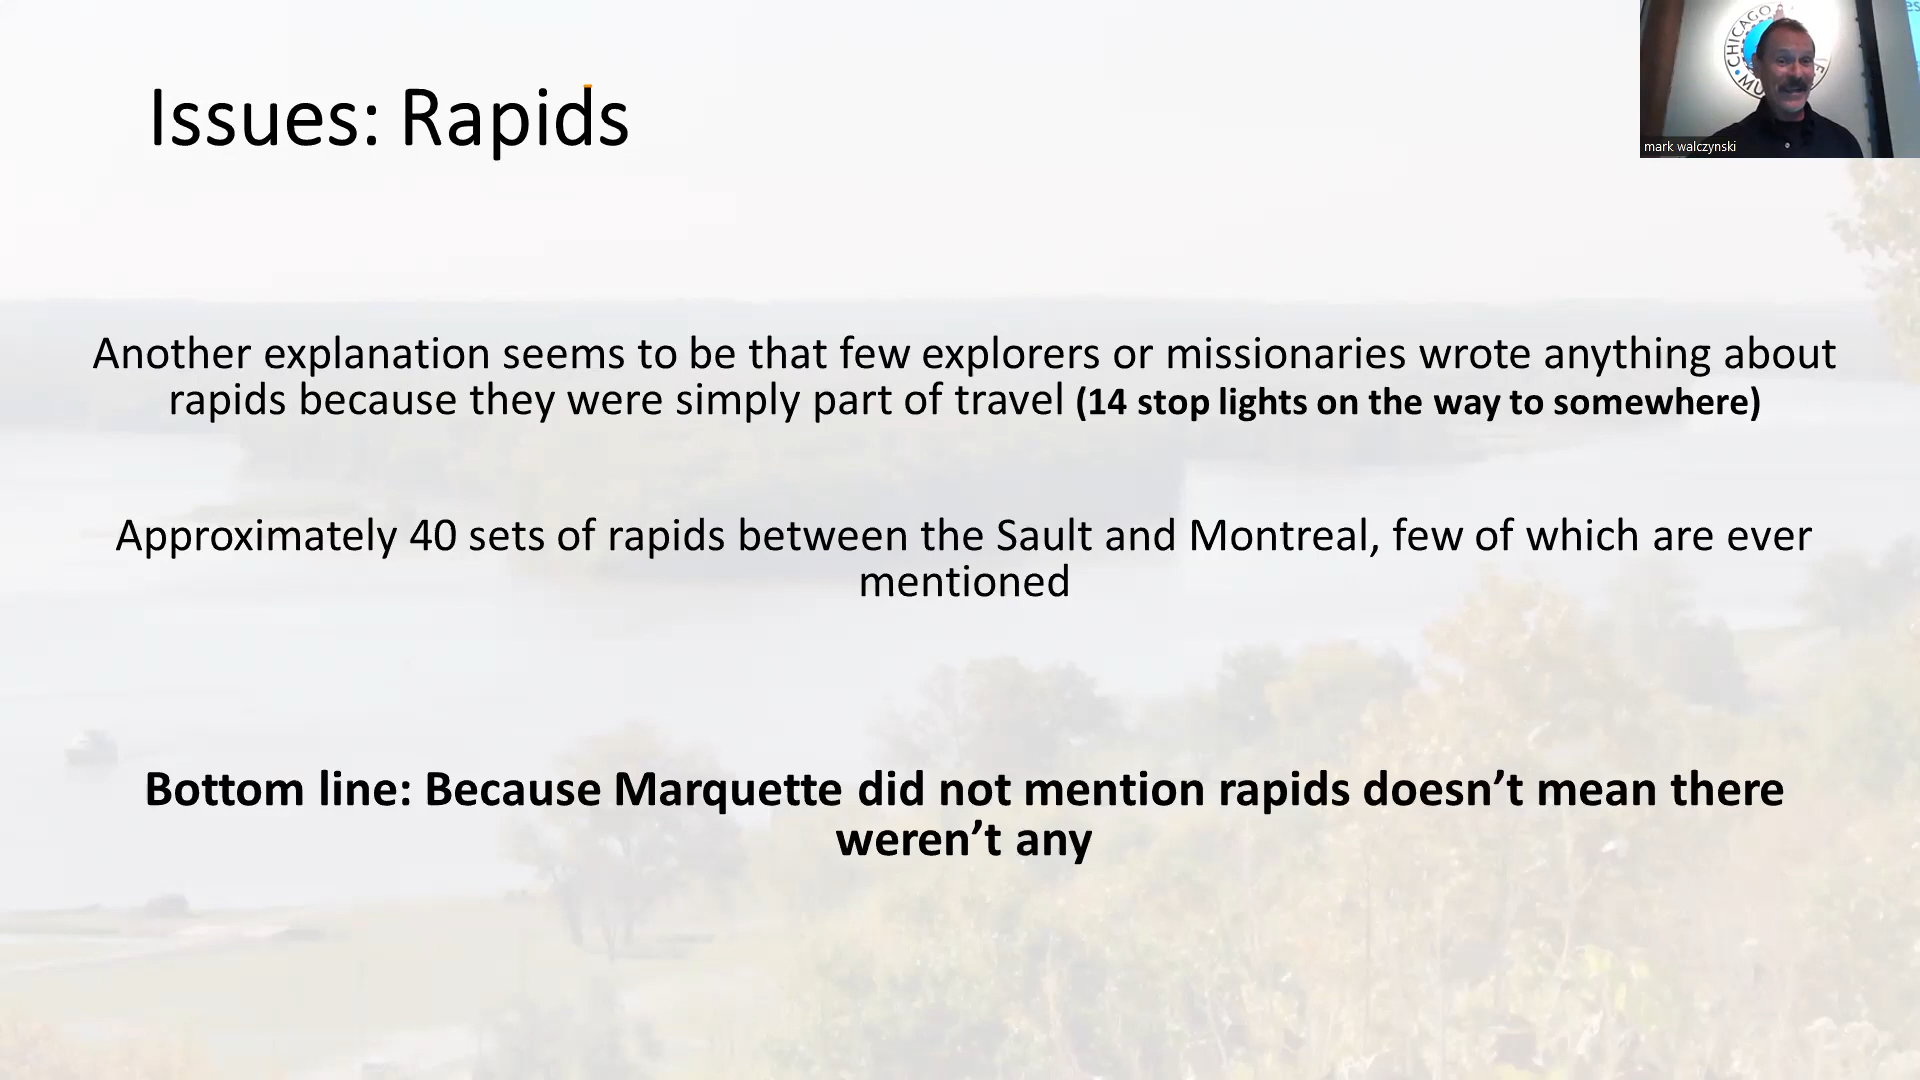 Issues: Rapids
CHICAGO
MU
es
mark walczynski
Another explanation seems to be that few explorers or missionaries wrote anything about
rapids because they were simply part of travel (14 stop lights on the way to somewhere)
Approximately 40 sets of rapids between the Sault and Montreal, few of which are ever
mentioned
Bottom line: Because Marquette did not mention rapids doesn’t mean there
weren’t any